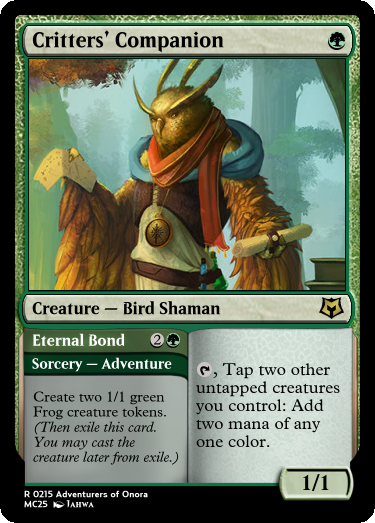 Critters' Companion
Creature — Bird Shaman
Eternal Bond 2
Sorcery — Adventure
Create two 1/1 green
Frog creature tokens.
(Then exile this card.
You may cast the
creature later from exile.)
, Tap two other
untapped creatures
you control: Add
two mana of any
one color.
1/1
R 0215 Adventurers of Onora
MC25 Jahwa